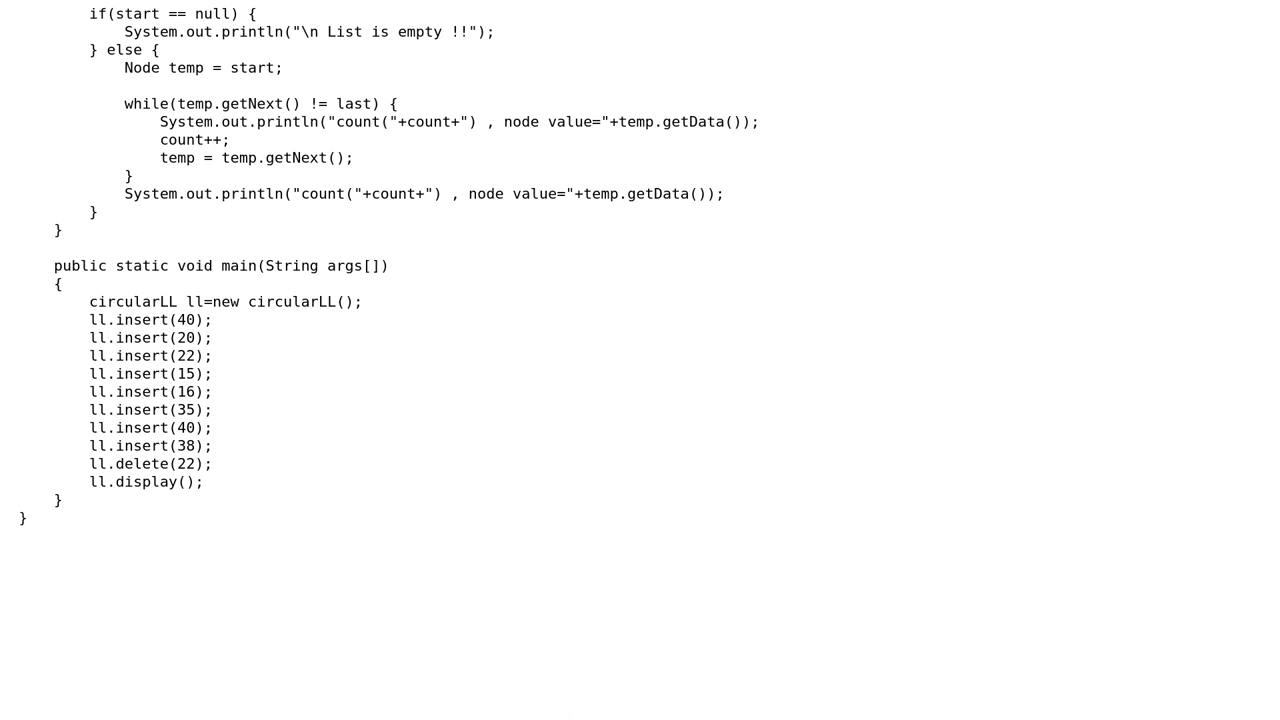 if(start == null) {
System.out.println("\n List is empty !!");
} else {
Node temp = start;
while(temp.getNext() != last) {
System.out.println("count("+count+") , node value="+temp.getData());
count++;
temp = temp.getNext();
}
System.out.println("count("+count+") , node value="+temp.getData());
}
}
public static void main(String args[])
{
circularLL ll=new circularLL();
ll.insert(40);
ll.insert(20);
ll.insert(22);
ll.insert(15);
ll.insert(16);
ll.insert(35);
ll.insert(40);
ll.insert(38);
ll.delete(22);
ll.display();
}
}